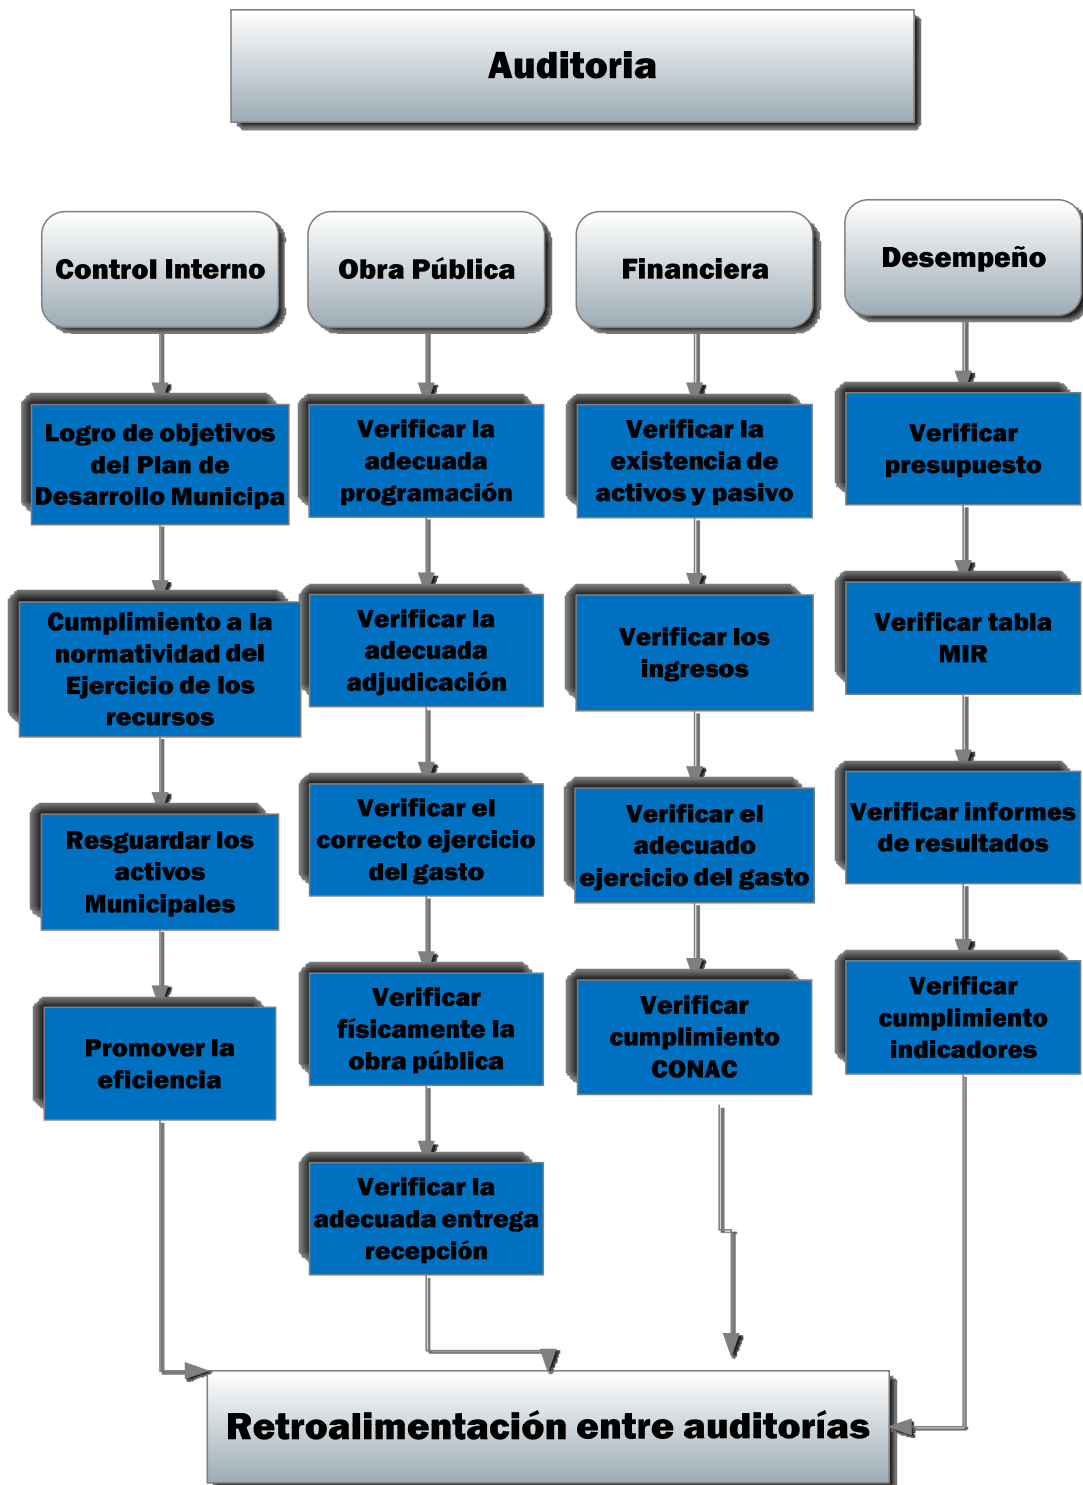 Auditoria
Control Interno
Logro de objetivos
del Plan de
Desarrollo Municipa
Cumplimiento a la
normatividad del
Ejercicio de los
recursos
Resguardar los
activos
Municipales
Promover la
eficiencia
Obra Pública
Verificar la
adecuada
programación
Verificar la
adecuada
adjudicación
Verificar el
correcto ejercicio
del gasto
Verificar
físicamente la
obra pública
Verificar la
adecuada entrega
recepción
Financiera
Verificar la
existencia de
activos y pasivo
Verificar los
ingresos
Verificar el
adecuado
ejercicio del gasto
Verificar
cumplimiento
CONAC
Desempeño
Verificar
presupuesto
Verificar tabla
MIR
Verificar informes
de resultados
Verificar
cumplimiento
indicadores
Retroalimentación entre auditorías